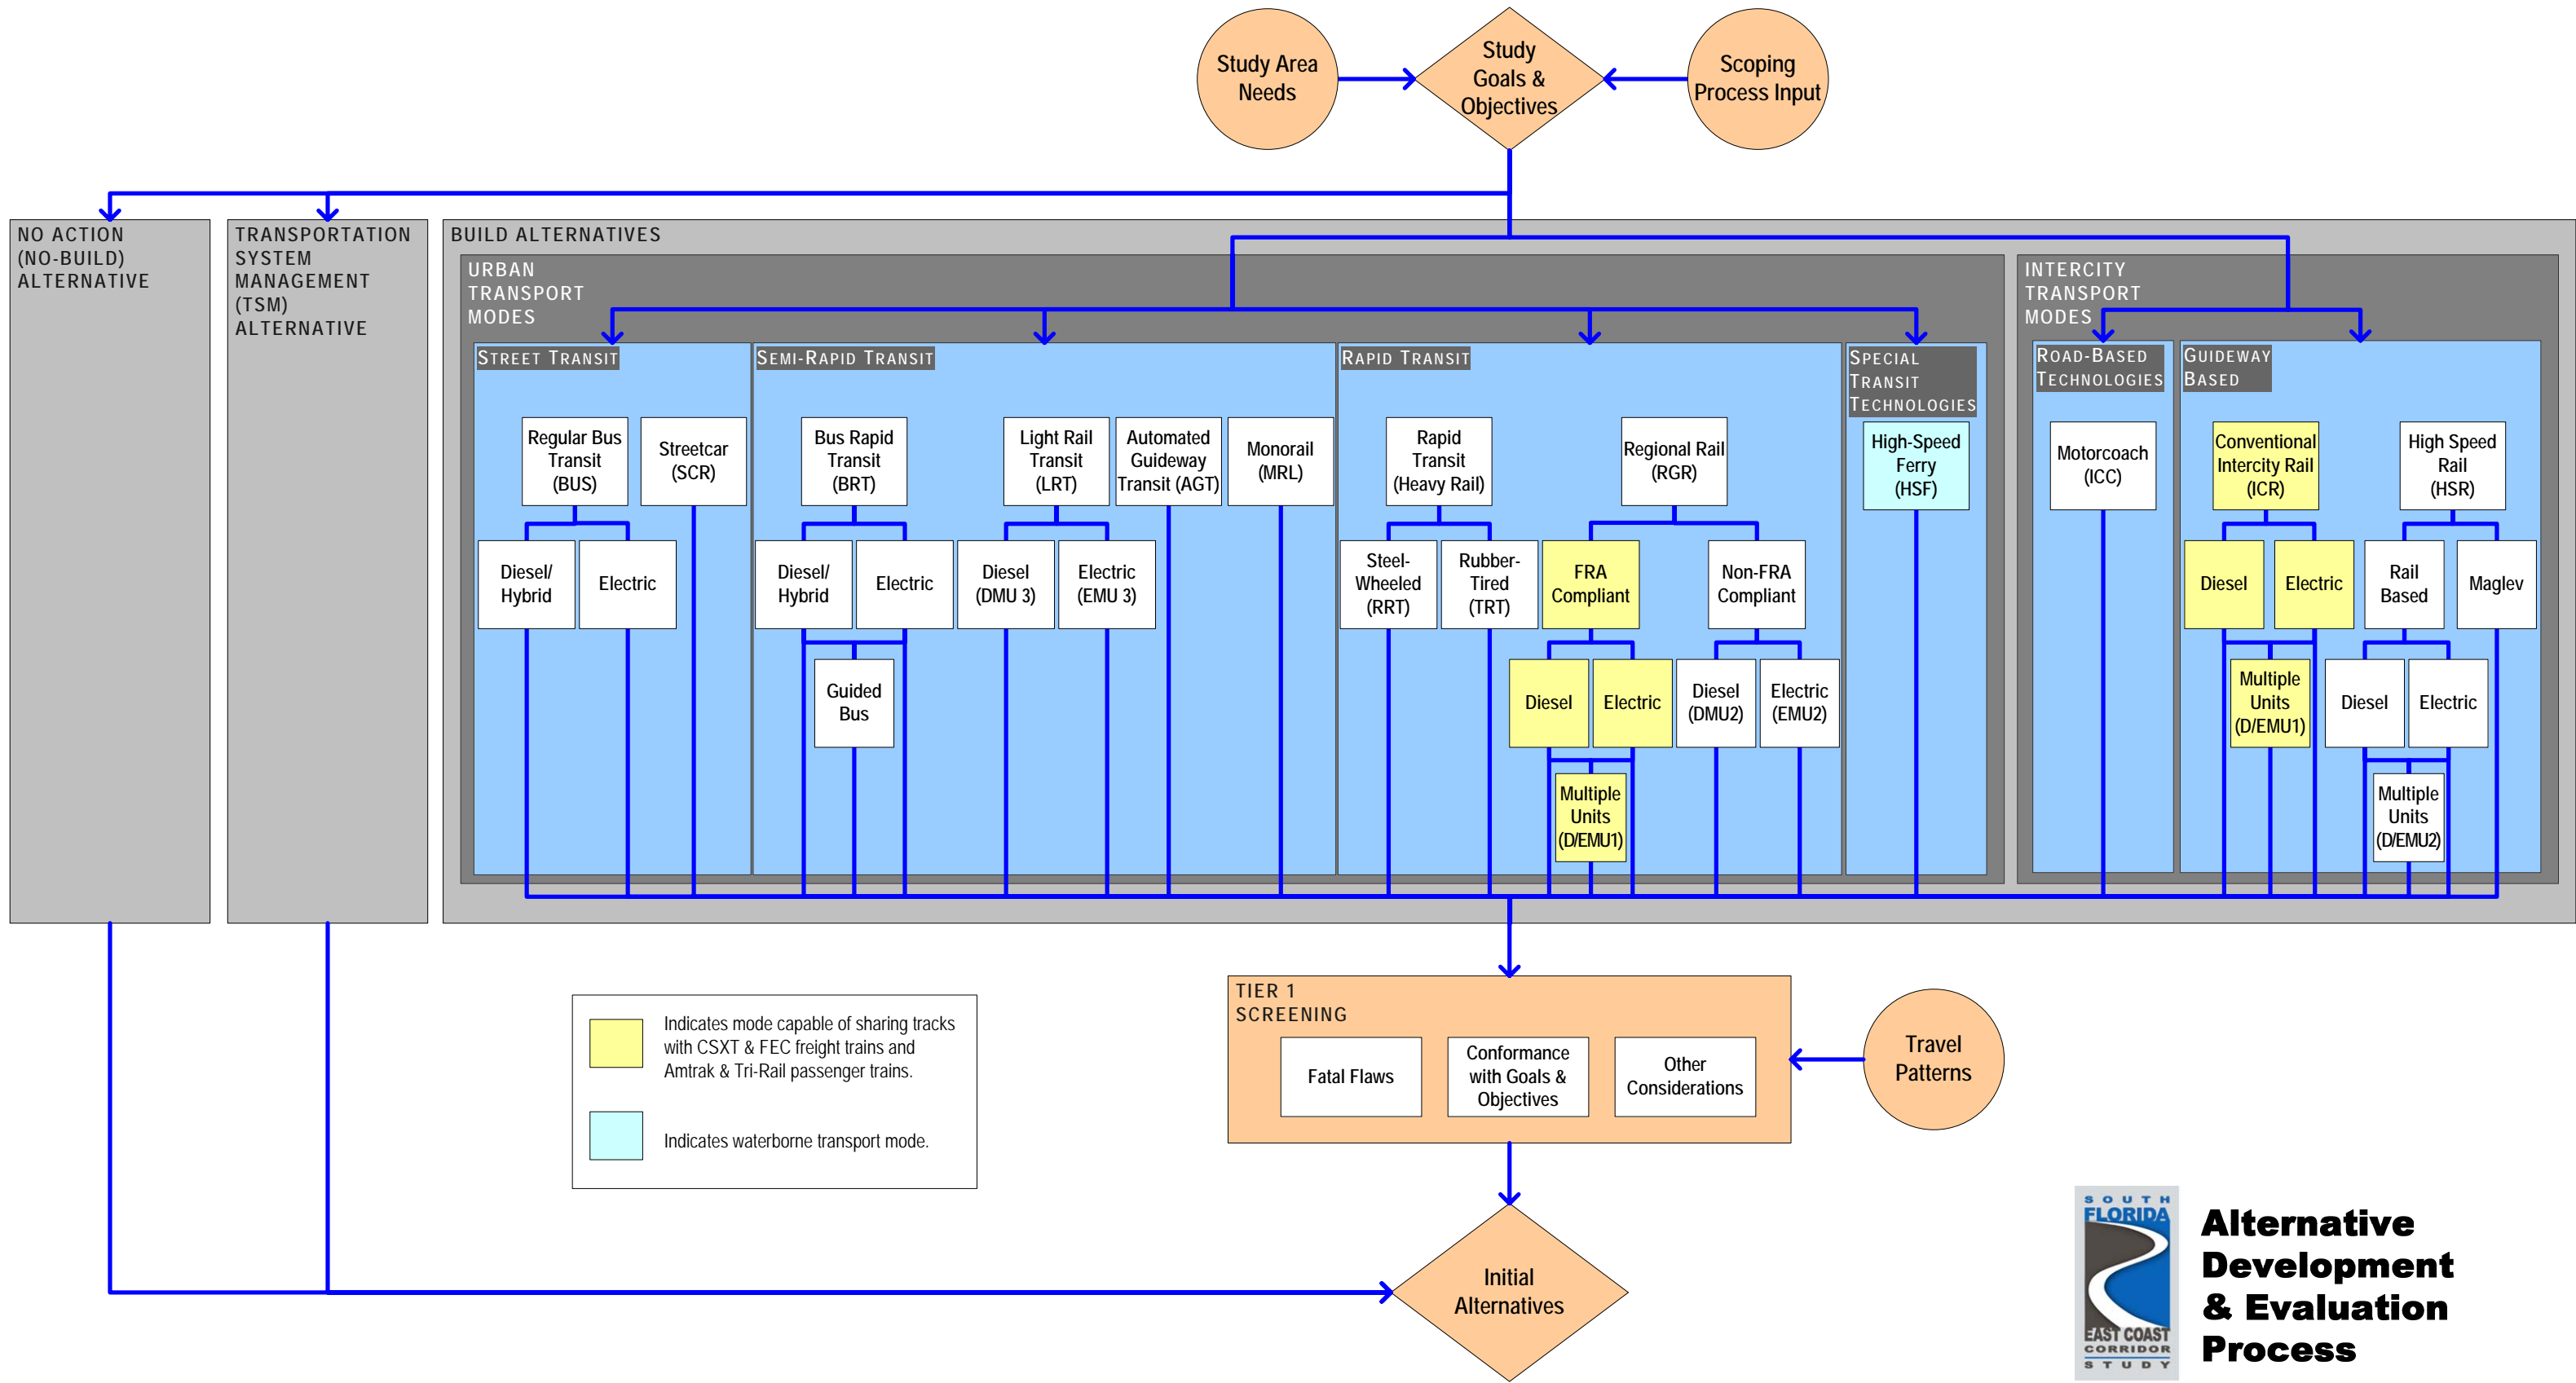 Study Area
Needs
Study
Goals &
Objectives
Scoping
Process Input
NO ACTION
(NO-BUILD)
ALTERNATIVE
TRANSPORTATION
SYSTEM
MANAGEMENT
(TSM)
ALTERNATIVE
BUILD ALTERNATIVES
URBAN
TRANSPORT
MODES
INTERCITY
TRANSPORT
MODES
STREET TRANSIT
SEMI-RAPID TRANSIT
RAPID TRANSIT
SPECIAL
TRANSIT
TECHNOLOGIES
ROAD-BASED
TECHNOLOGIES
GUIDEWAY
BASED
Regular Bus
Transit
(BUS)
Streetcar
(SCR)
Bus Rapid
Transit
(BRT)
Light Rail
Transit
(LRT)
Automated
Guideway
Transit (AGT)
Monorail
(MRL)
Rapid
Transit
(Heavy Rail)
Regional Rail
(RGR)
High-Speed
Ferry
(HSF)
Motorcoach
(ICC)
Conventional
Intercity Rail
(ICR)
High Speed
Rail
(HSR)
Diesel/
Hybrid
Electric
Diesel/
Hybrid
Electric
Diesel
(DMU 3)
Electric
(EMU 3)
Steel-
Wheeled
(RRT)
Rubber-
Tired
(TRT)
FRA
Compliant
Non-FRA
Compliant
Diesel
Electric
Rail
Based
Maglev
Guided
Bus
Diesel
Electric
Diesel
(DMU2)
Electric
(EMU2)
Multiple
Units
(D/EMU1)
Diesel
Electric
Multiple
Units
(D/EMU1)
Multiple
Units
(D/EMU2)
Indicates mode capable of sharing tracks
with CSXT & FEC freight trains and
Amtrak & Tri-Rail passenger trains.
Indicates waterborne transport mode.
TIER 1
SCREENING
Fatal Flaws
Conformance
with Goals &
Objectives
Other
Considerations
Travel
Patterns
Initial
Alternatives
SOUTH
FLORIDA
EAST COAST
CORRIDOR
STUDY
Alternative
Development
& Evaluation
Process